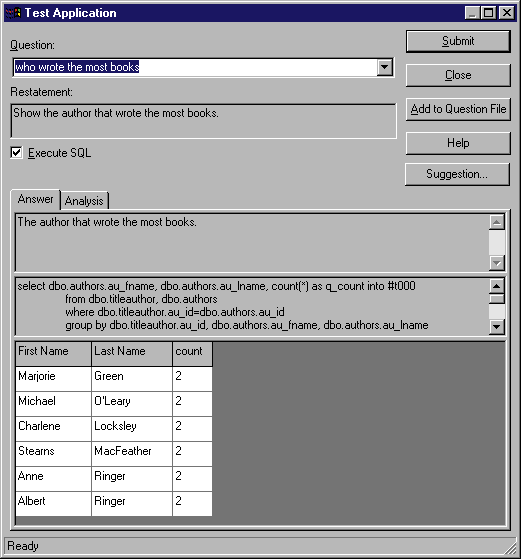 Test Application
Question:
who wrote the most books
Restatement:
Show the author that wrote the most books.
Execute SQL
Submit
Close
Add to Question File
Help
Suggestion...
Answer Analysis
The author that wrote the most books.
select dbo.authors.au_fname, dbo.authors.au_lname, count(*) as q_count into #t000
from dbo.titleauthor, dbo.authors
where dbo.titleauthor.au_id=dbo.authors.au_id
group by dbo.titleauthor.au_id, dbo.authors.au_fname, dbo.authors.au_lname
First Name Last Name count
Marjorie Green 2
Michael O'Leary 2
Charlene Locksley 2
Stearns MacFeather 2
Anne Ringer 2
Albert Ringer 2
Ready